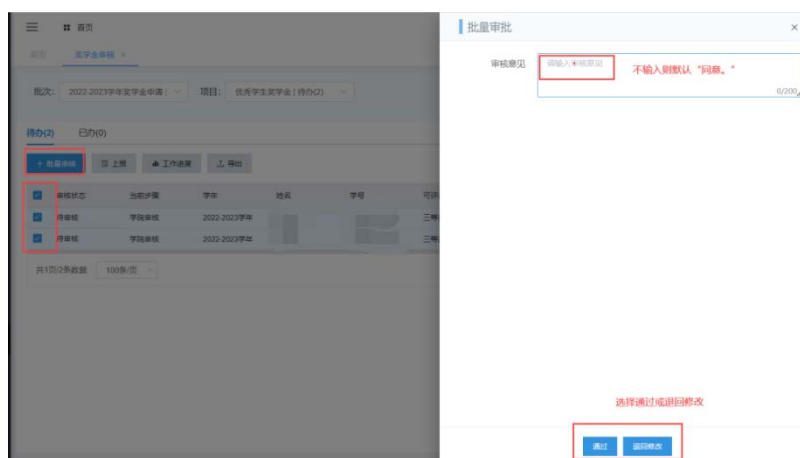 首页
批量审批
首页 奖学金审核 ×
审核意见 请输入审核意见 不输入则默认“同意。”
0/200
批次: 2022-2023学年奖学金申请 项目: 优秀学生奖学金 | 待办(2)
待办(2) 已办(0)
+ 批量审核 上报 工作进度 导出
审核状态 当前步骤 学年 姓名 学号
待审核 学院审核 2022-2023学年 三等
待审核 学院审核 2022-2023学年 三等
共1页/2条数据 100条/页
选择通过或退回修改
通过 退回修改